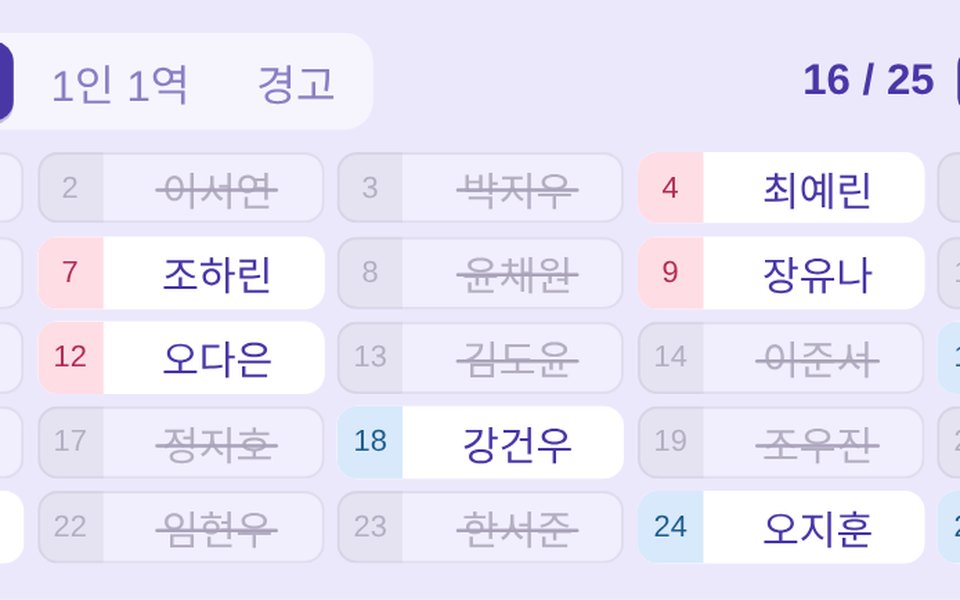 1인 1역 경고 16 / 25
2 이서연 3 박지우 4 최예린
7 조하린 8 윤채원 9 장유나
12 오다은 13 김도윤 14 이준서
17 정지호 18 강건우 19 조우진
22 임현우 23 한서준 24 오지훈